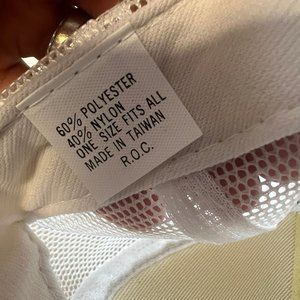 60% POLYESTER
40% NYLON
ONE SIZE FITS ALL
MADE IN TAIWAN
R.O.C.